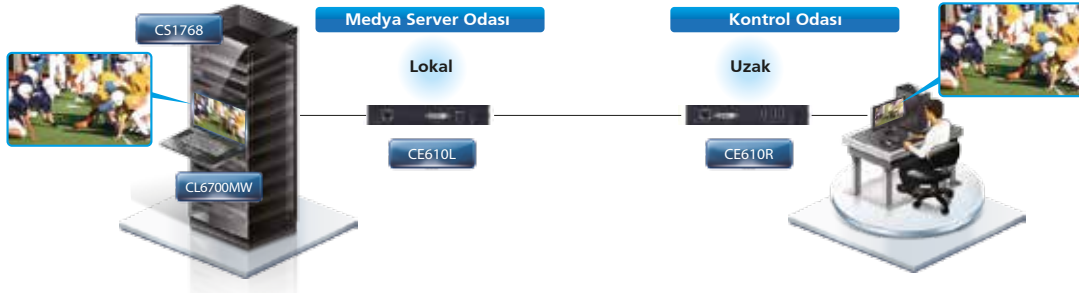 CS1768
Medya Server Odası
Kontrol Odası
Lokal
Uzak
CE610L
CE610R
CL6700MW